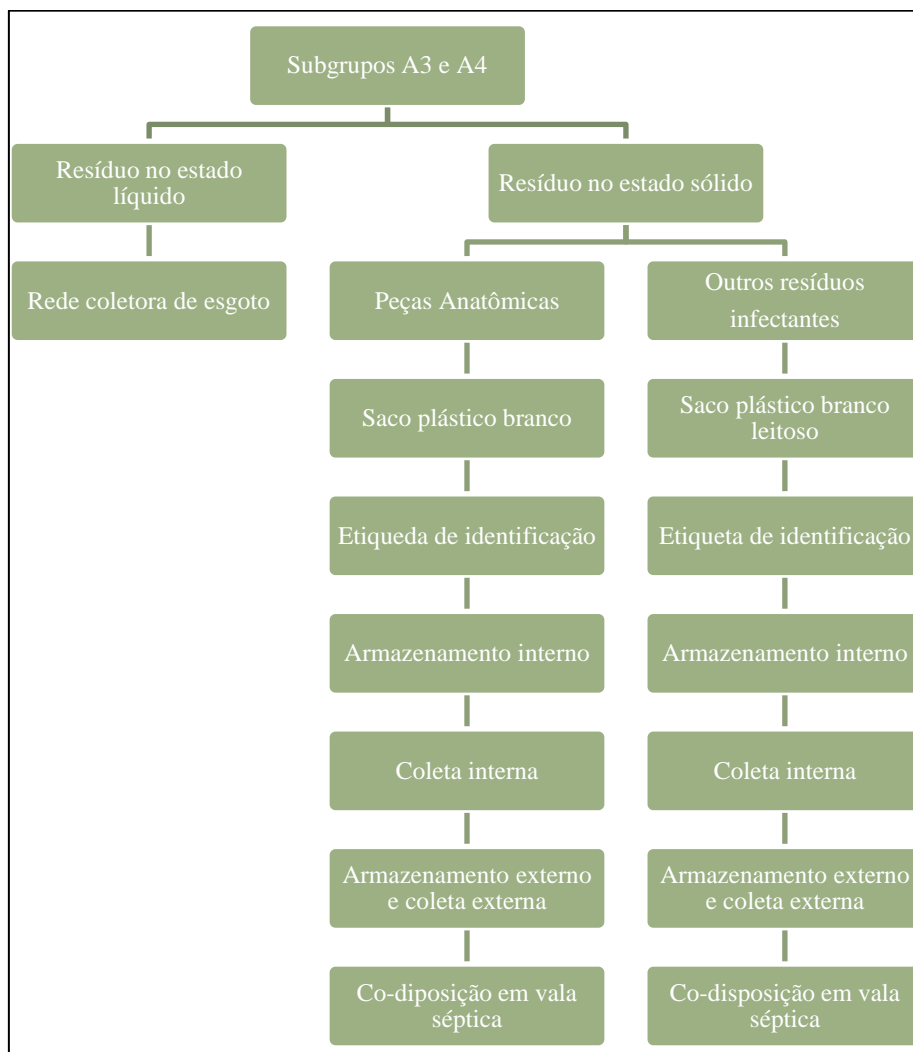 Subgrupos A3 e A4
Resíduo no estado
líquido
Resíduo no estado sólido
Rede coletora de esgoto
Peças Anatômicas
Outros resíduos
infectantes
Saco plástico branco
Saco plástico branco
leitoso
Etiqueda de identificação
Etiqueta de identificação
Armazenamento interno
Armazenamento interno
Coleta interna
Coleta interna
Armazenamento externo
e coleta externa
Armazenamento externo
e coleta externa
Co-diposição em vala
séptica
Co-disposição em vala
séptica